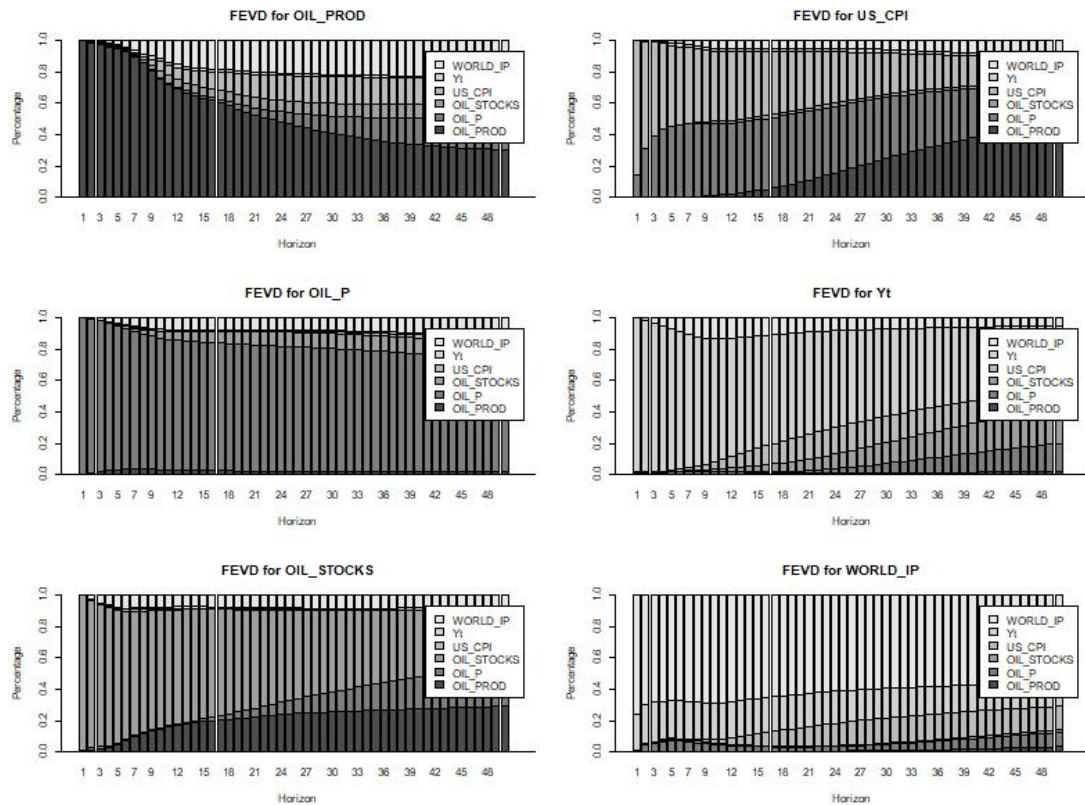 FEVD for OIL_PROD
Percentage
1.0
0.8
0.6
0.4
0.2
0.0
WORLD_IP
Yt
US_CPI
OIL_STOCKS
OIL_P
OIL_PROD
1 3 5 7 9 12 15 18 21 24 27 30 33 36 39 42 45 48
Horizon
FEVD for US_CPI
Percentage
1.0
0.8
0.6
0.4
0.2
0.0
WORLD_IP
Yt
US_CPI
OIL_STOCKS
OIL_P
OIL_PROD
1 3 5 7 9 12 15 18 21 24 27 30 33 36 39 42 45 48
Horizon
FEVD for OIL_P
Percentage
1.0
0.8
0.6
0.4
0.2
0.0
WORLD_IP
Yt
US_CPI
OIL_STOCKS
OIL_P
OIL_PROD
1 3 5 7 9 12 15 18 21 24 27 30 33 36 39 42 45 48
Horizon
FEVD for Yt
Percentage
1.0
0.8
0.6
0.4
0.2
0.0
WORLD_IP
Yt
US_CPI
OIL_STOCKS
OIL_P
OIL_PROD
1 3 5 7 9 12 15 18 21 24 27 30 33 36 39 42 45 48
Horizon
FEVD for OIL_STOCKS
Percentage
1.0
0.8
0.6
0.4
0.2
0.0
WORLD_IP
Yt
US_CPI
OIL_STOCKS
OIL_P
OIL_PROD
1 3 5 7 9 12 15 18 21 24 27 30 33 36 39 42 45 48
Horizon
FEVD for WORLD_IP
Percentage
1.0
0.8
0.6
0.4
0.2
0.0
WORLD_IP
Yt
US_CPI
OIL_STOCKS
OIL_P
OIL_PROD
1 3 5 7 9 12 15 18 21 24 27 30 33 36 39 42 45 48
Horizon